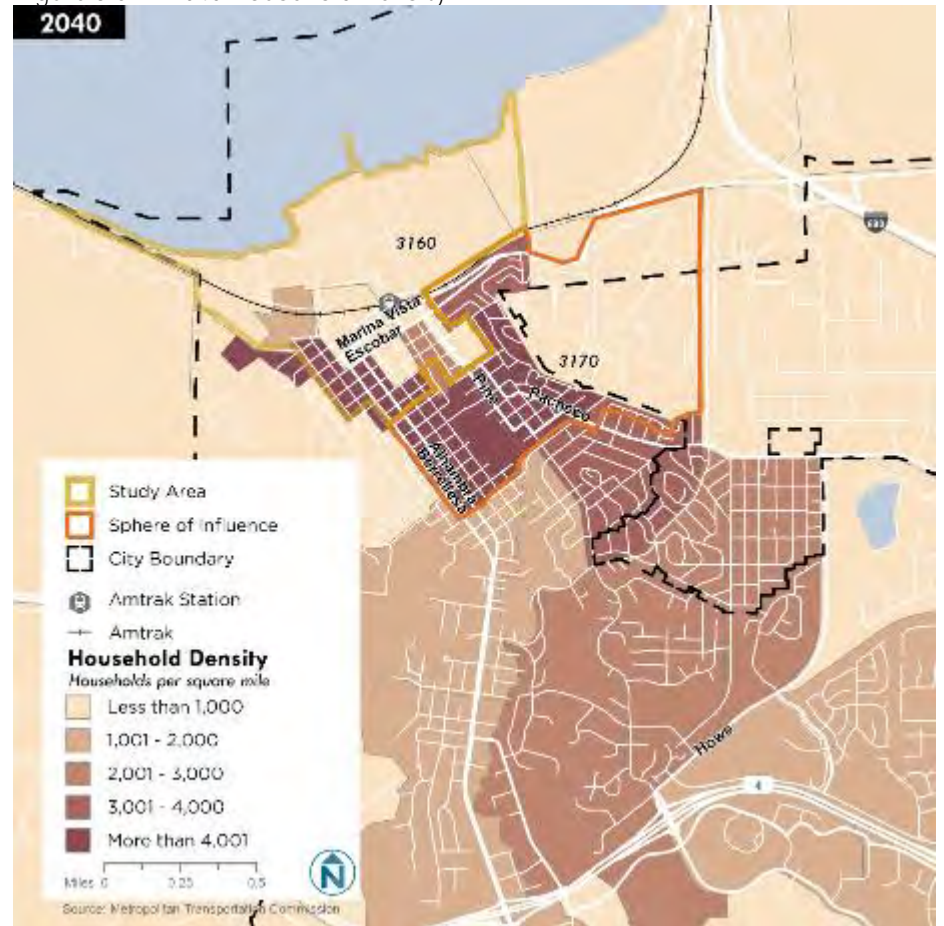 2040
3160
Marina Vista
Escobar
3170
Pine
Pacheco
Alhambra
Berrellesa
Study Area
Sphere of Influence
City Boundary
Amtrak Station
Amtrak
Household Density
Households per square mile
Less than 1,000
1,001 - 2,000
2,001 - 3,000
3,001 - 4,000
More than 4,001
Howe
4
N
Miles 0 0.25 0.5
Source: Metropolitan Transportation Commission